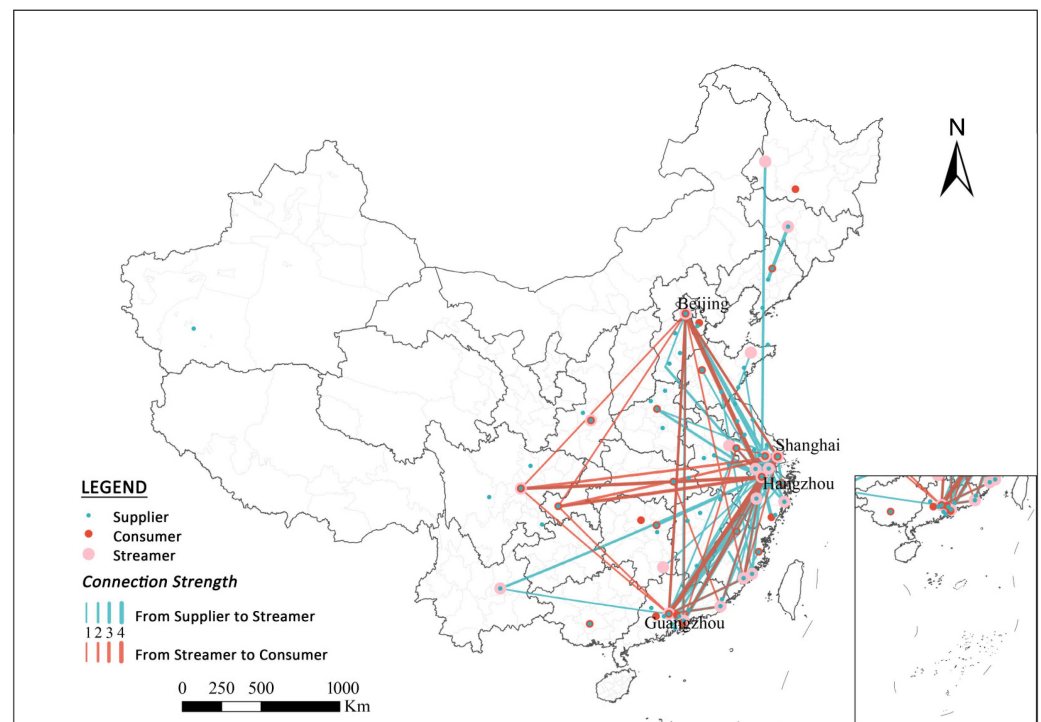 N
Beijing
Shanghai
Hangzhou
Guangzhou
LEGEND
Supplier
Consumer
Streamer
Connection Strength
From Supplier to Streamer
1 2 3 4
From Streamer to Consumer
0 250 500 1000
Km